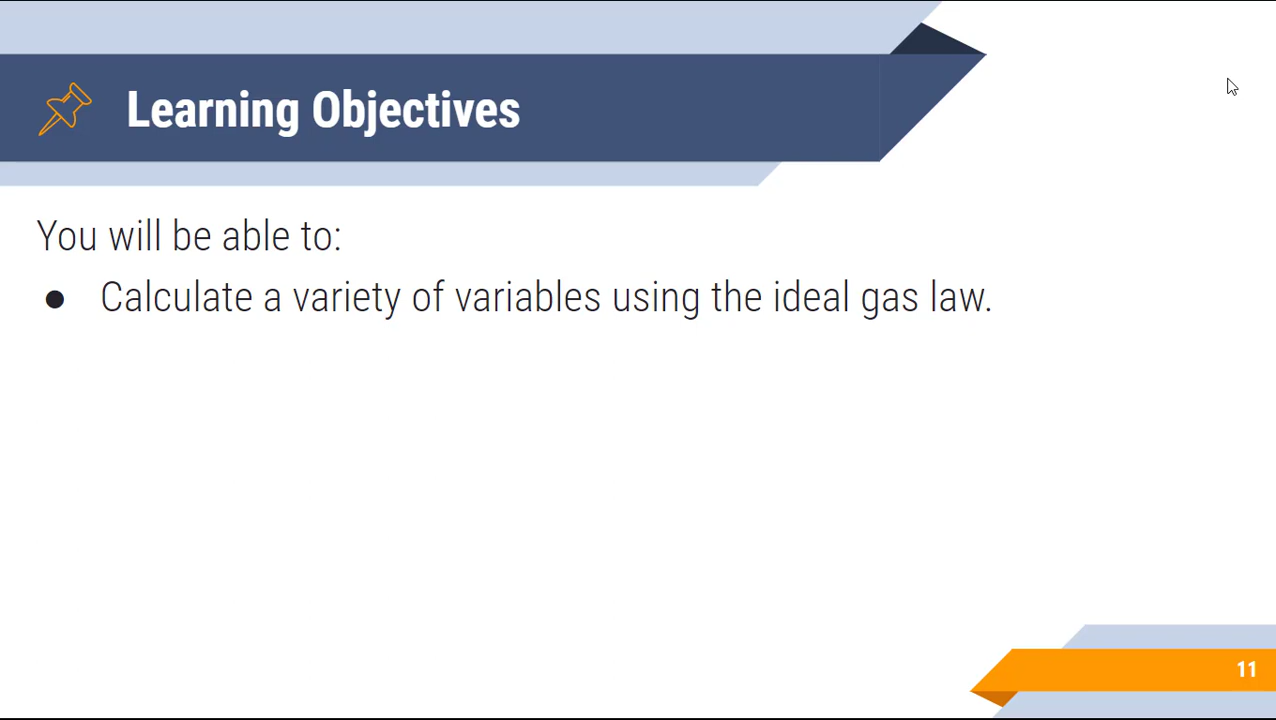 Learning Objectives
You will be able to:
● Calculate a variety of variables using the ideal gas law.
11